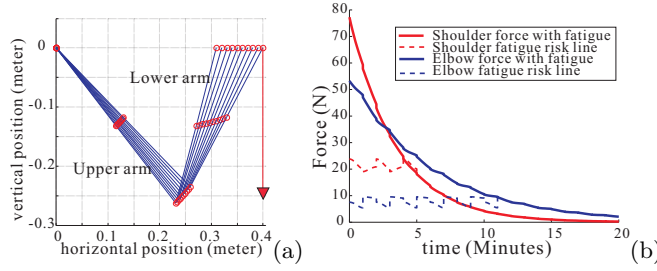 (a)
0
-0.1
-0.2
-0.3
vertical position (meter)
Lower arm
Upper arm
0
0.1
0.2
0.3
0.4
horizontal position (meter)
(b)
80
70
60
50
40
30
20
10
0
Force (N)
Shoulder force with fatigue
Shoulder fatigue risk line
Elbow force with fatigue
Elbow fatigue risk line
0
5
10
15
20
time (Minutes)